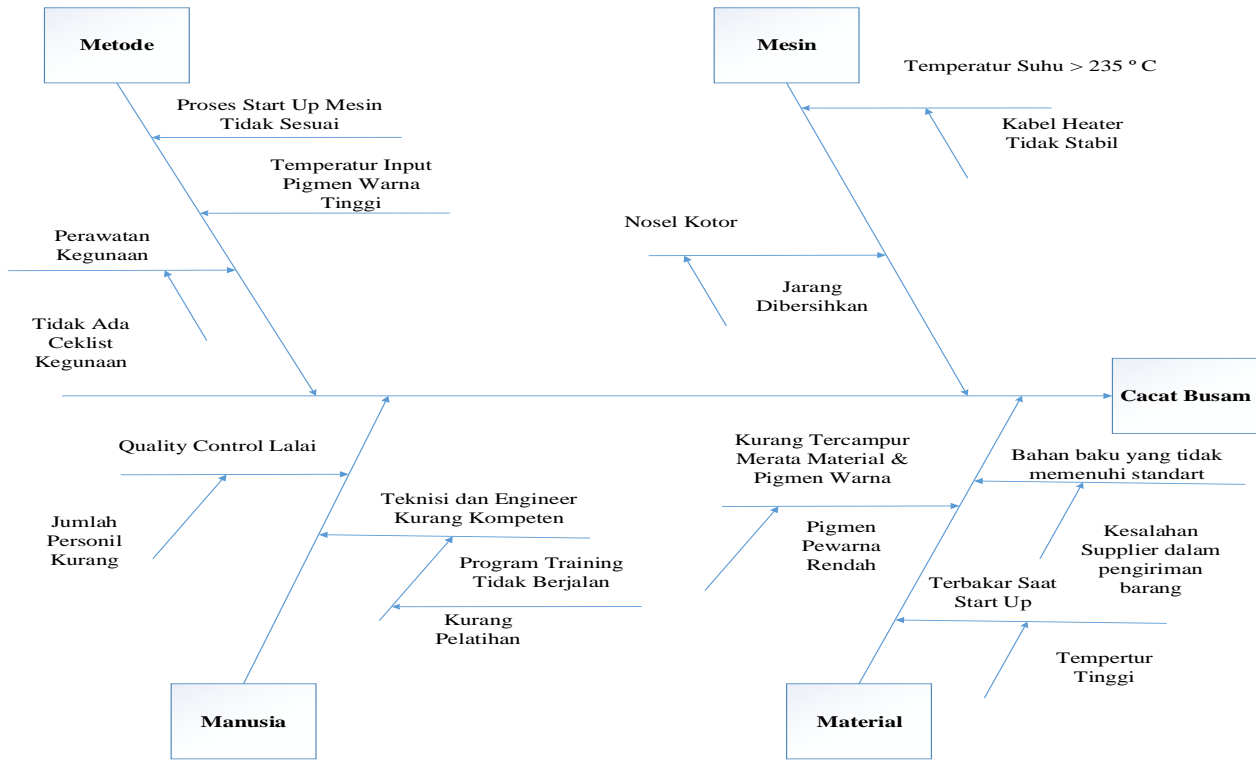 Metode
Proses Start Up Mesin
Tidak Sesuai
Temperatur Input
Pigmen Warna
Tinggi
Perawatan
Kegunaan
Tidak Ada
Ceklist
Kegunaan
Mesin
Temperatur Suhu > 235 º C
Kabel Heater
Tidak Stabil
Nosel Kotor
Jarang
Dibersihkan
Cacat Busam
Quality Control Lalai
Jumlah
Personil
Kurang
Teknisi dan Engineer
Kurang Kompeten
Program Training
Tidak Berjalan
Kurang
Pelatihan
Manusia
Kurang Tercampur
Merata Material &
Pigmen Warna
Pigmen
Pewarna
Rendah
Bahan baku yang tidak
memenuhi standart
Kesalahan
Supplier dalam
pengiriman
barang
Terbakar Saat
Start Up
Tempertur
Tinggi
Material